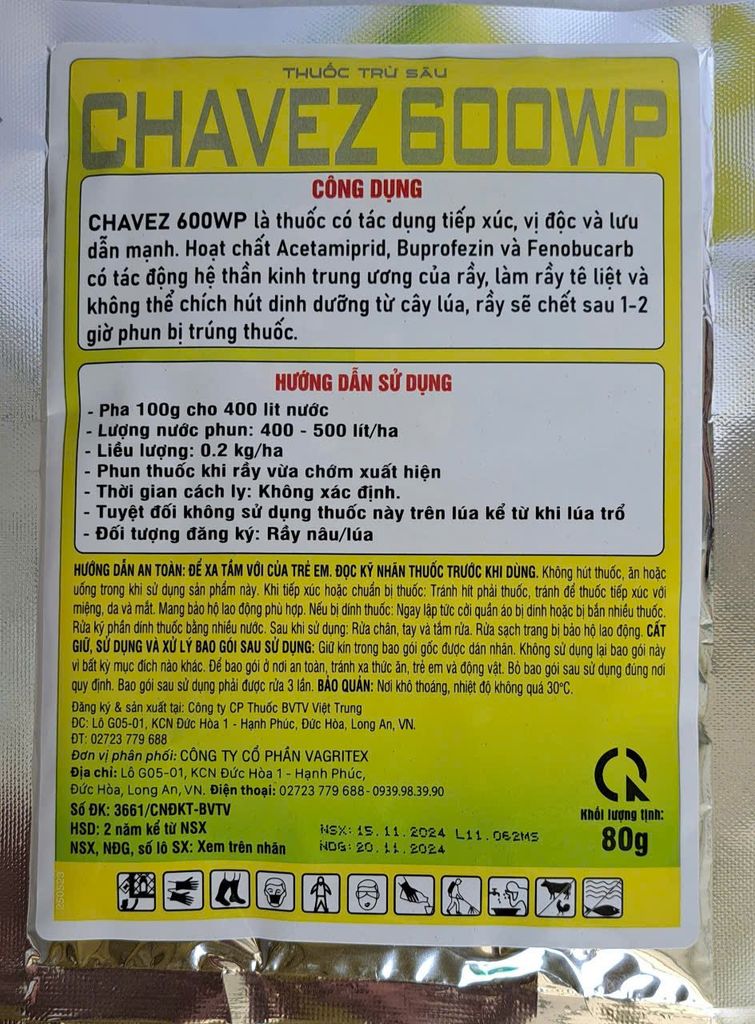 THUỐC TRỪ SÂU
CHAVEZ 600WP
CÔNG DỤNG
CHAVEZ 600WP là thuốc có tác dụng tiếp xúc, vị độc và lưu
dẫn mạnh. Hoạt chất Acetamiprid, Buprofezin và Fenobucarb
có tác động hệ thần kinh trung ương của rầy, làm rầy tê liệt và
không thể chích hút dinh dưỡng từ cây lúa, rầy sẽ chết sau 1-2
giờ phun bị trúng thuốc.
HƯỚNG DẪN SỬ DỤNG
- Pha 100g cho 400 lit nước
- Lượng nước phun: 400 - 500 lít/ha
- Liều lượng: 0.2 kg/ha
- Phun thuốc khi rầy vừa chớm xuất hiện
- Thời gian cách ly: Không xác định.
- Tuyệt đối không sử dụng thuốc này trên lúa kể từ khi lúa trổ
- Đối tượng đăng ký: Rầy nâu/lúa
HƯỚNG DẪN AN TOÀN: ĐỂ XA TẦM VỚI CỦA TRẺ EM. ĐỌC KỸ NHÃN THUỐC TRƯỚC KHI DÙNG. Không hút thuốc, ăn hoặc
uống trong khi sử dụng sản phẩm này. Khi tiếp xúc hoặc chuẩn bị thuốc: Tránh hít phải thuốc, tránh để thuốc tiếp xúc với
miệng, da và mắt. Mang bảo hộ lao động phù hợp. Nếu bị dính thuốc: Ngay lập tức cởi quần áo bị dính hoặc bị bắn nhiều thuốc.
Rửa kỹ phần dính thuốc bằng nhiều nước. Sau khi sử dụng: Rửa chân, tay và tắm rửa. Rửa sạch trang bị bảo hộ lao động. CẤT
GIỮ, SỬ DỤNG VÀ XỬ LÝ BAO GÓI SAU SỬ DỤNG: Giữ kín trong bao gói gốc được dán nhãn. Không sử dụng lại bao gói này
vì bất kỳ mục đích nào khác. Để bao gói ở nơi an toàn, tránh xa thức ăn, trẻ em và động vật. Bỏ bao gói sau sử dụng đúng nơi
quy định. Bao gói sau sử dụng phải được rửa 3 lần. BẢO QUẢN: Nơi khô thoáng, nhiệt độ không quá 30°C.
Đăng ký & sản xuất tại: Công ty CP Thuốc BVTV Việt Trung
ĐC: Lô G05-01, KCN Đức Hòa 1 - Hạnh Phúc, Đức Hòa, Long An, VN.
ĐT: 02723 779 688
Đơn vị phân phối: CÔNG TY CỔ PHẦN VAGRITEX
Địa chỉ: Lô G05-01, KCN Đức Hòa 1 - Hạnh Phúc,
Đức Hòa, Long An, VN. Điện thoại: 02723 779 688 - 0939.98.39.90
Số ĐK: 3661/CNĐKT-BVTV
HSD: 2 năm kể từ NSX
NSX, NĐG, số lô SX: Xem trên nhãn
NSX: 15.11.2024 L11.062MS
NDG: 20.11.2024
Khối lượng tịnh:
80g
250523